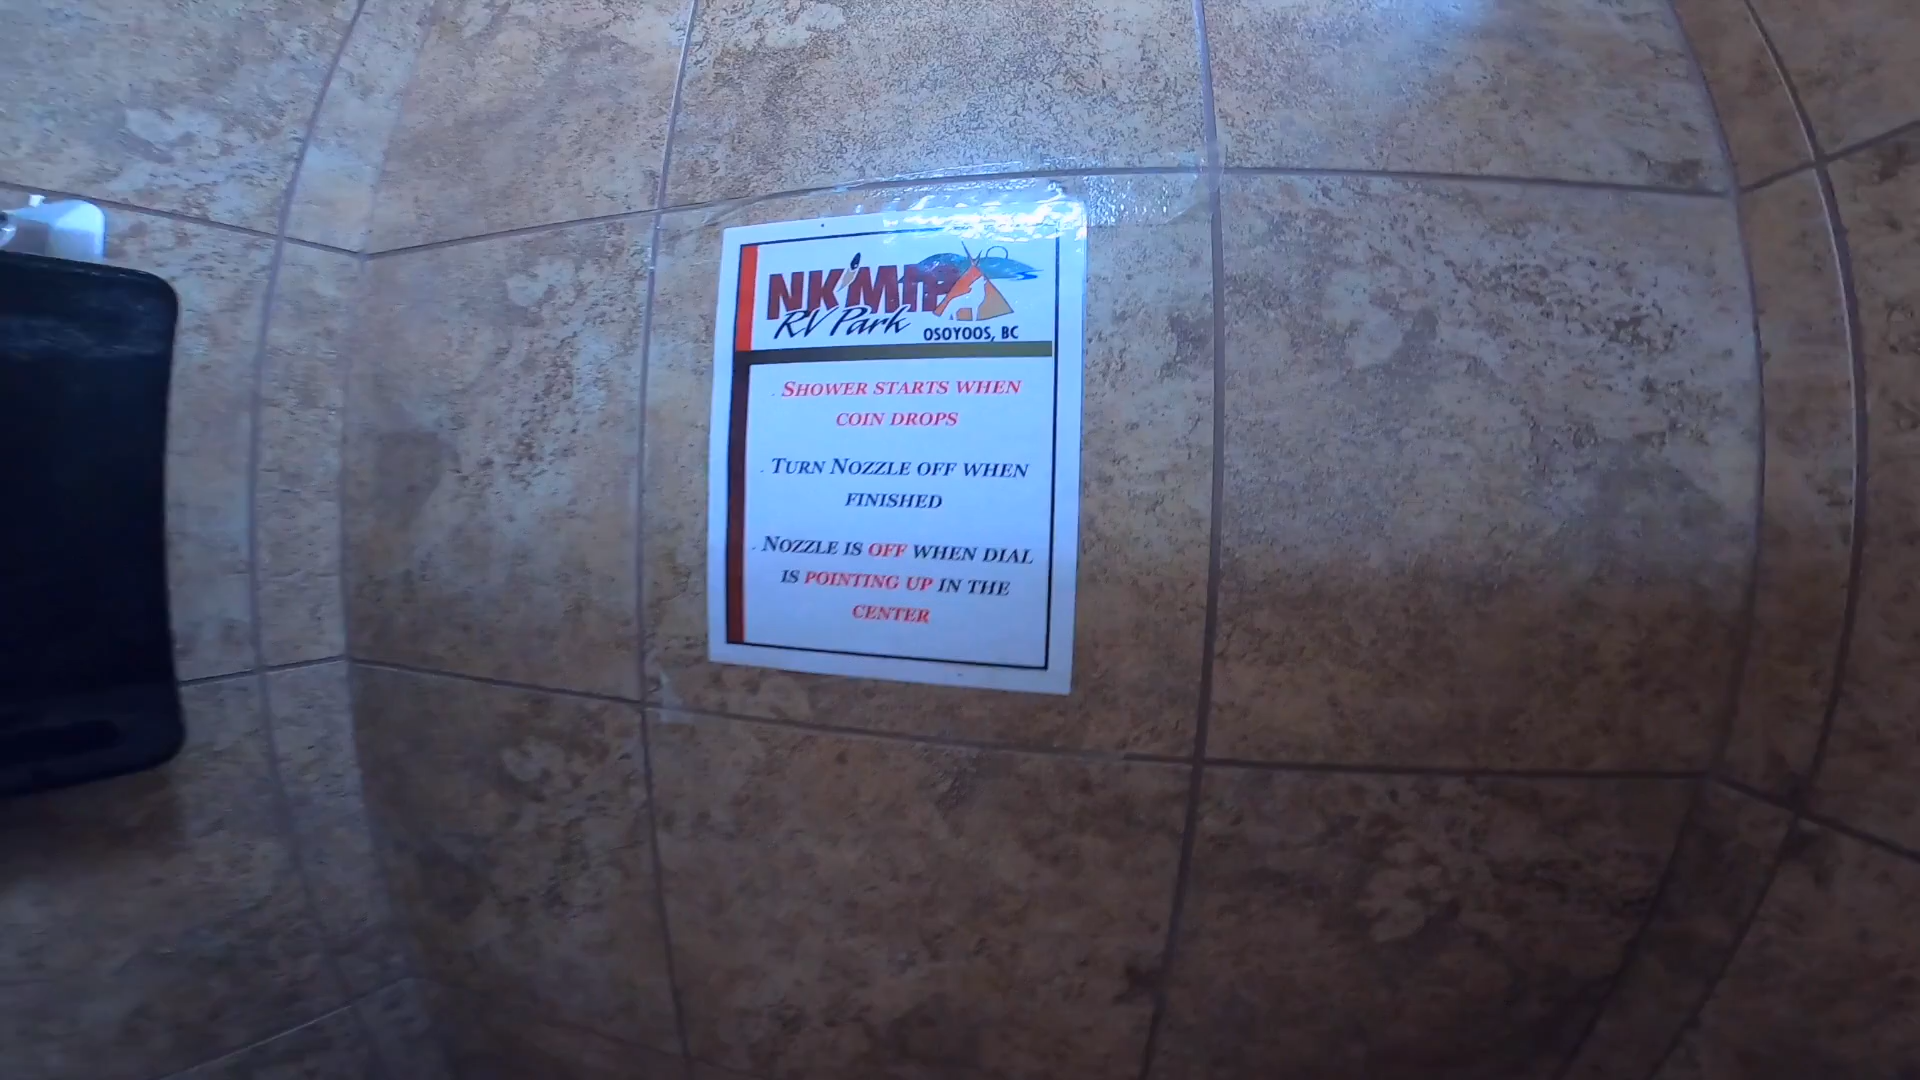 NK'MIP
RV Park
OSOYOOS, BC
. SHOWER STARTS WHEN
COIN DROPS
. TURN NOZZLE OFF WHEN
FINISHED
. NOZZLE IS OFF WHEN DIAL
IS POINTING UP IN THE
CENTER